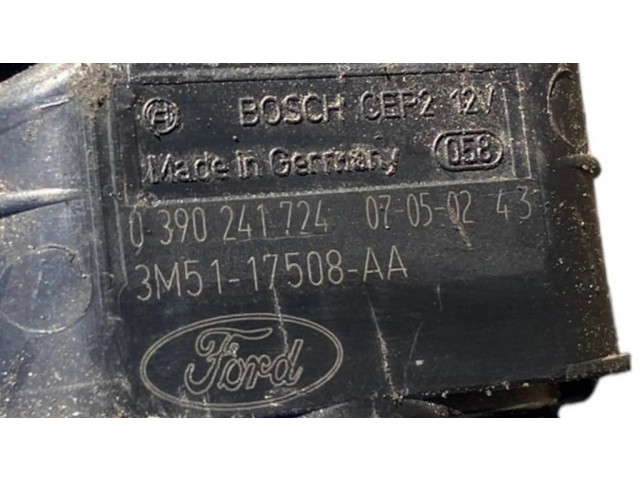 BOSCH CEP2 12V
Made in Germany 058
0 390 241 724 07-05-02 43
3M51-17508-AA
Ford